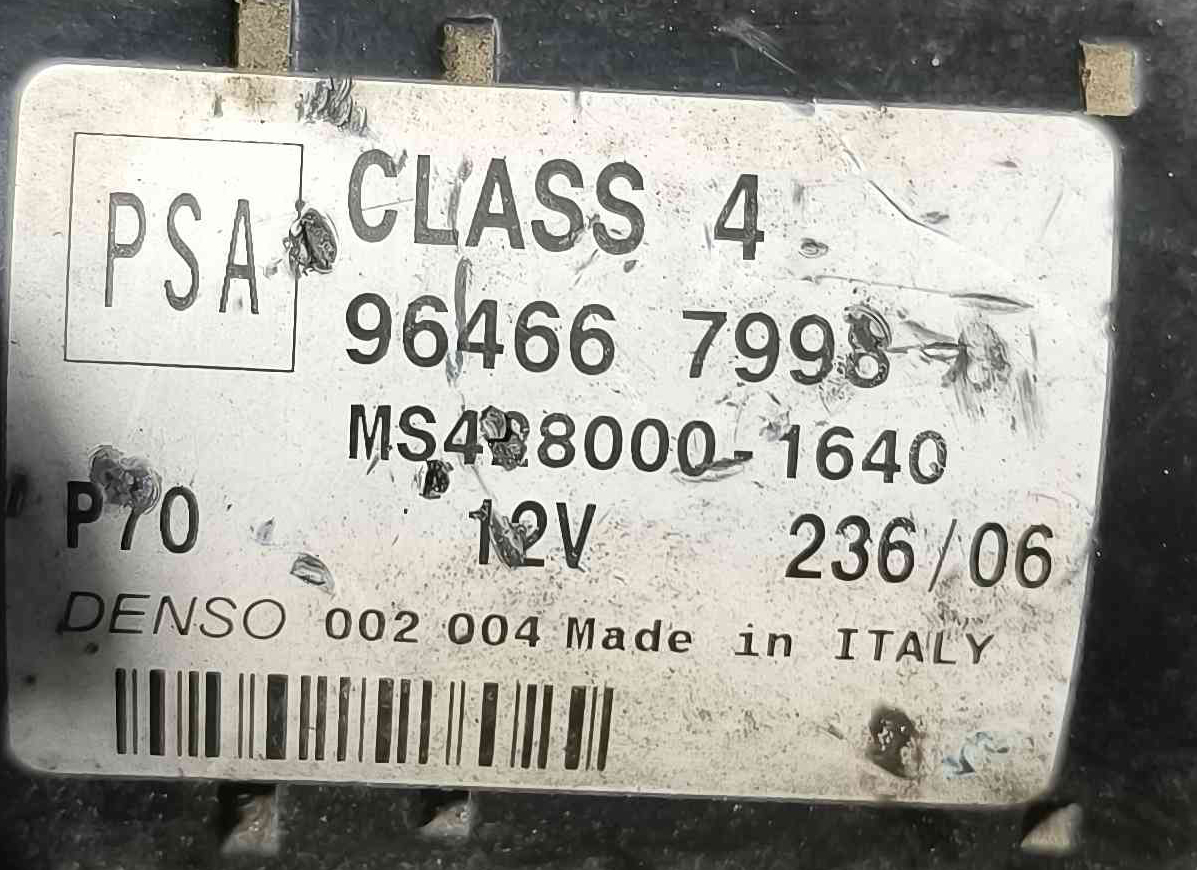 PSA
CLASS 4
96466 7998
MS428000-1640
P70 12V 236/06
DENSO 002 004 Made in ITALY